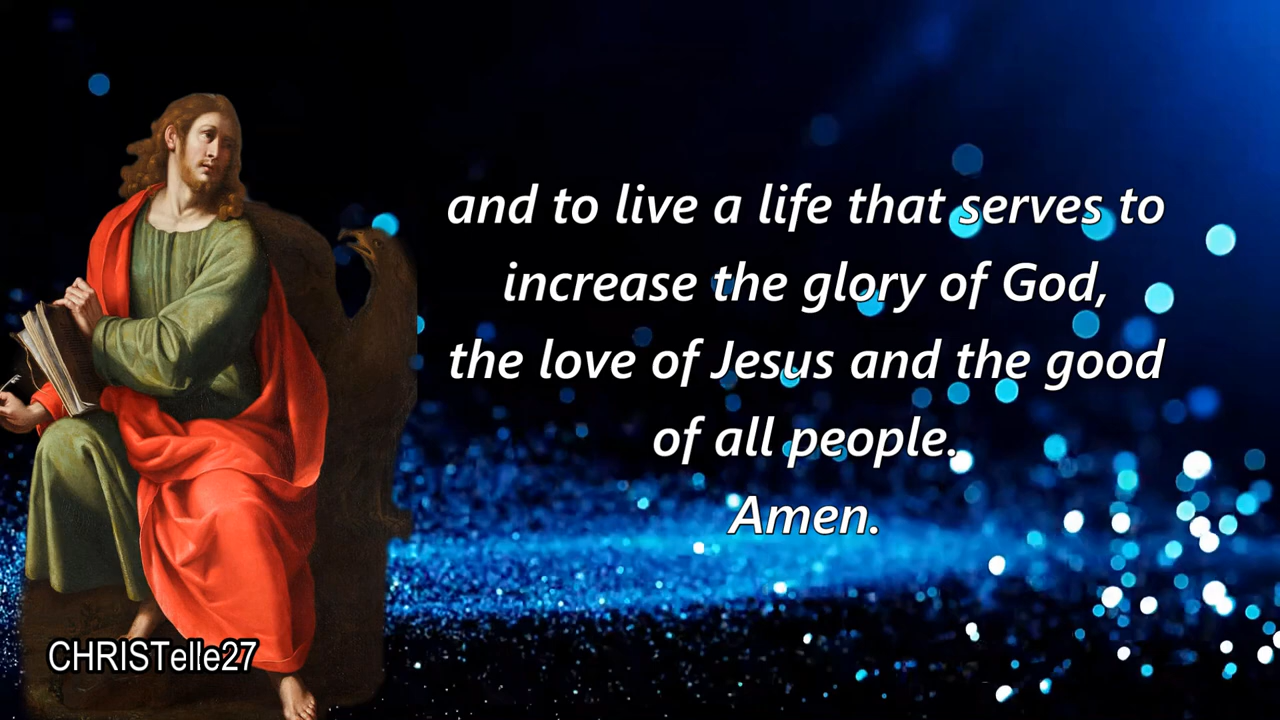 and to live a life that serves to
increase the glory of God,
the love of Jesus and the good
of all people.
Amen.
CHRISTelle27